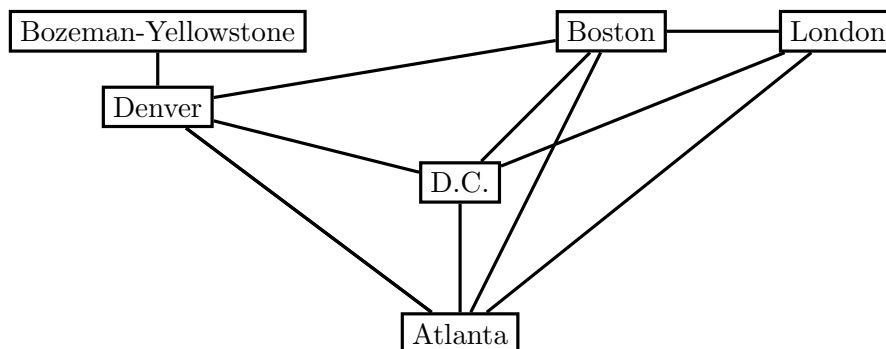 Bozeman-Yellowstone
Boston
London
Denver
D.C.
Atlanta